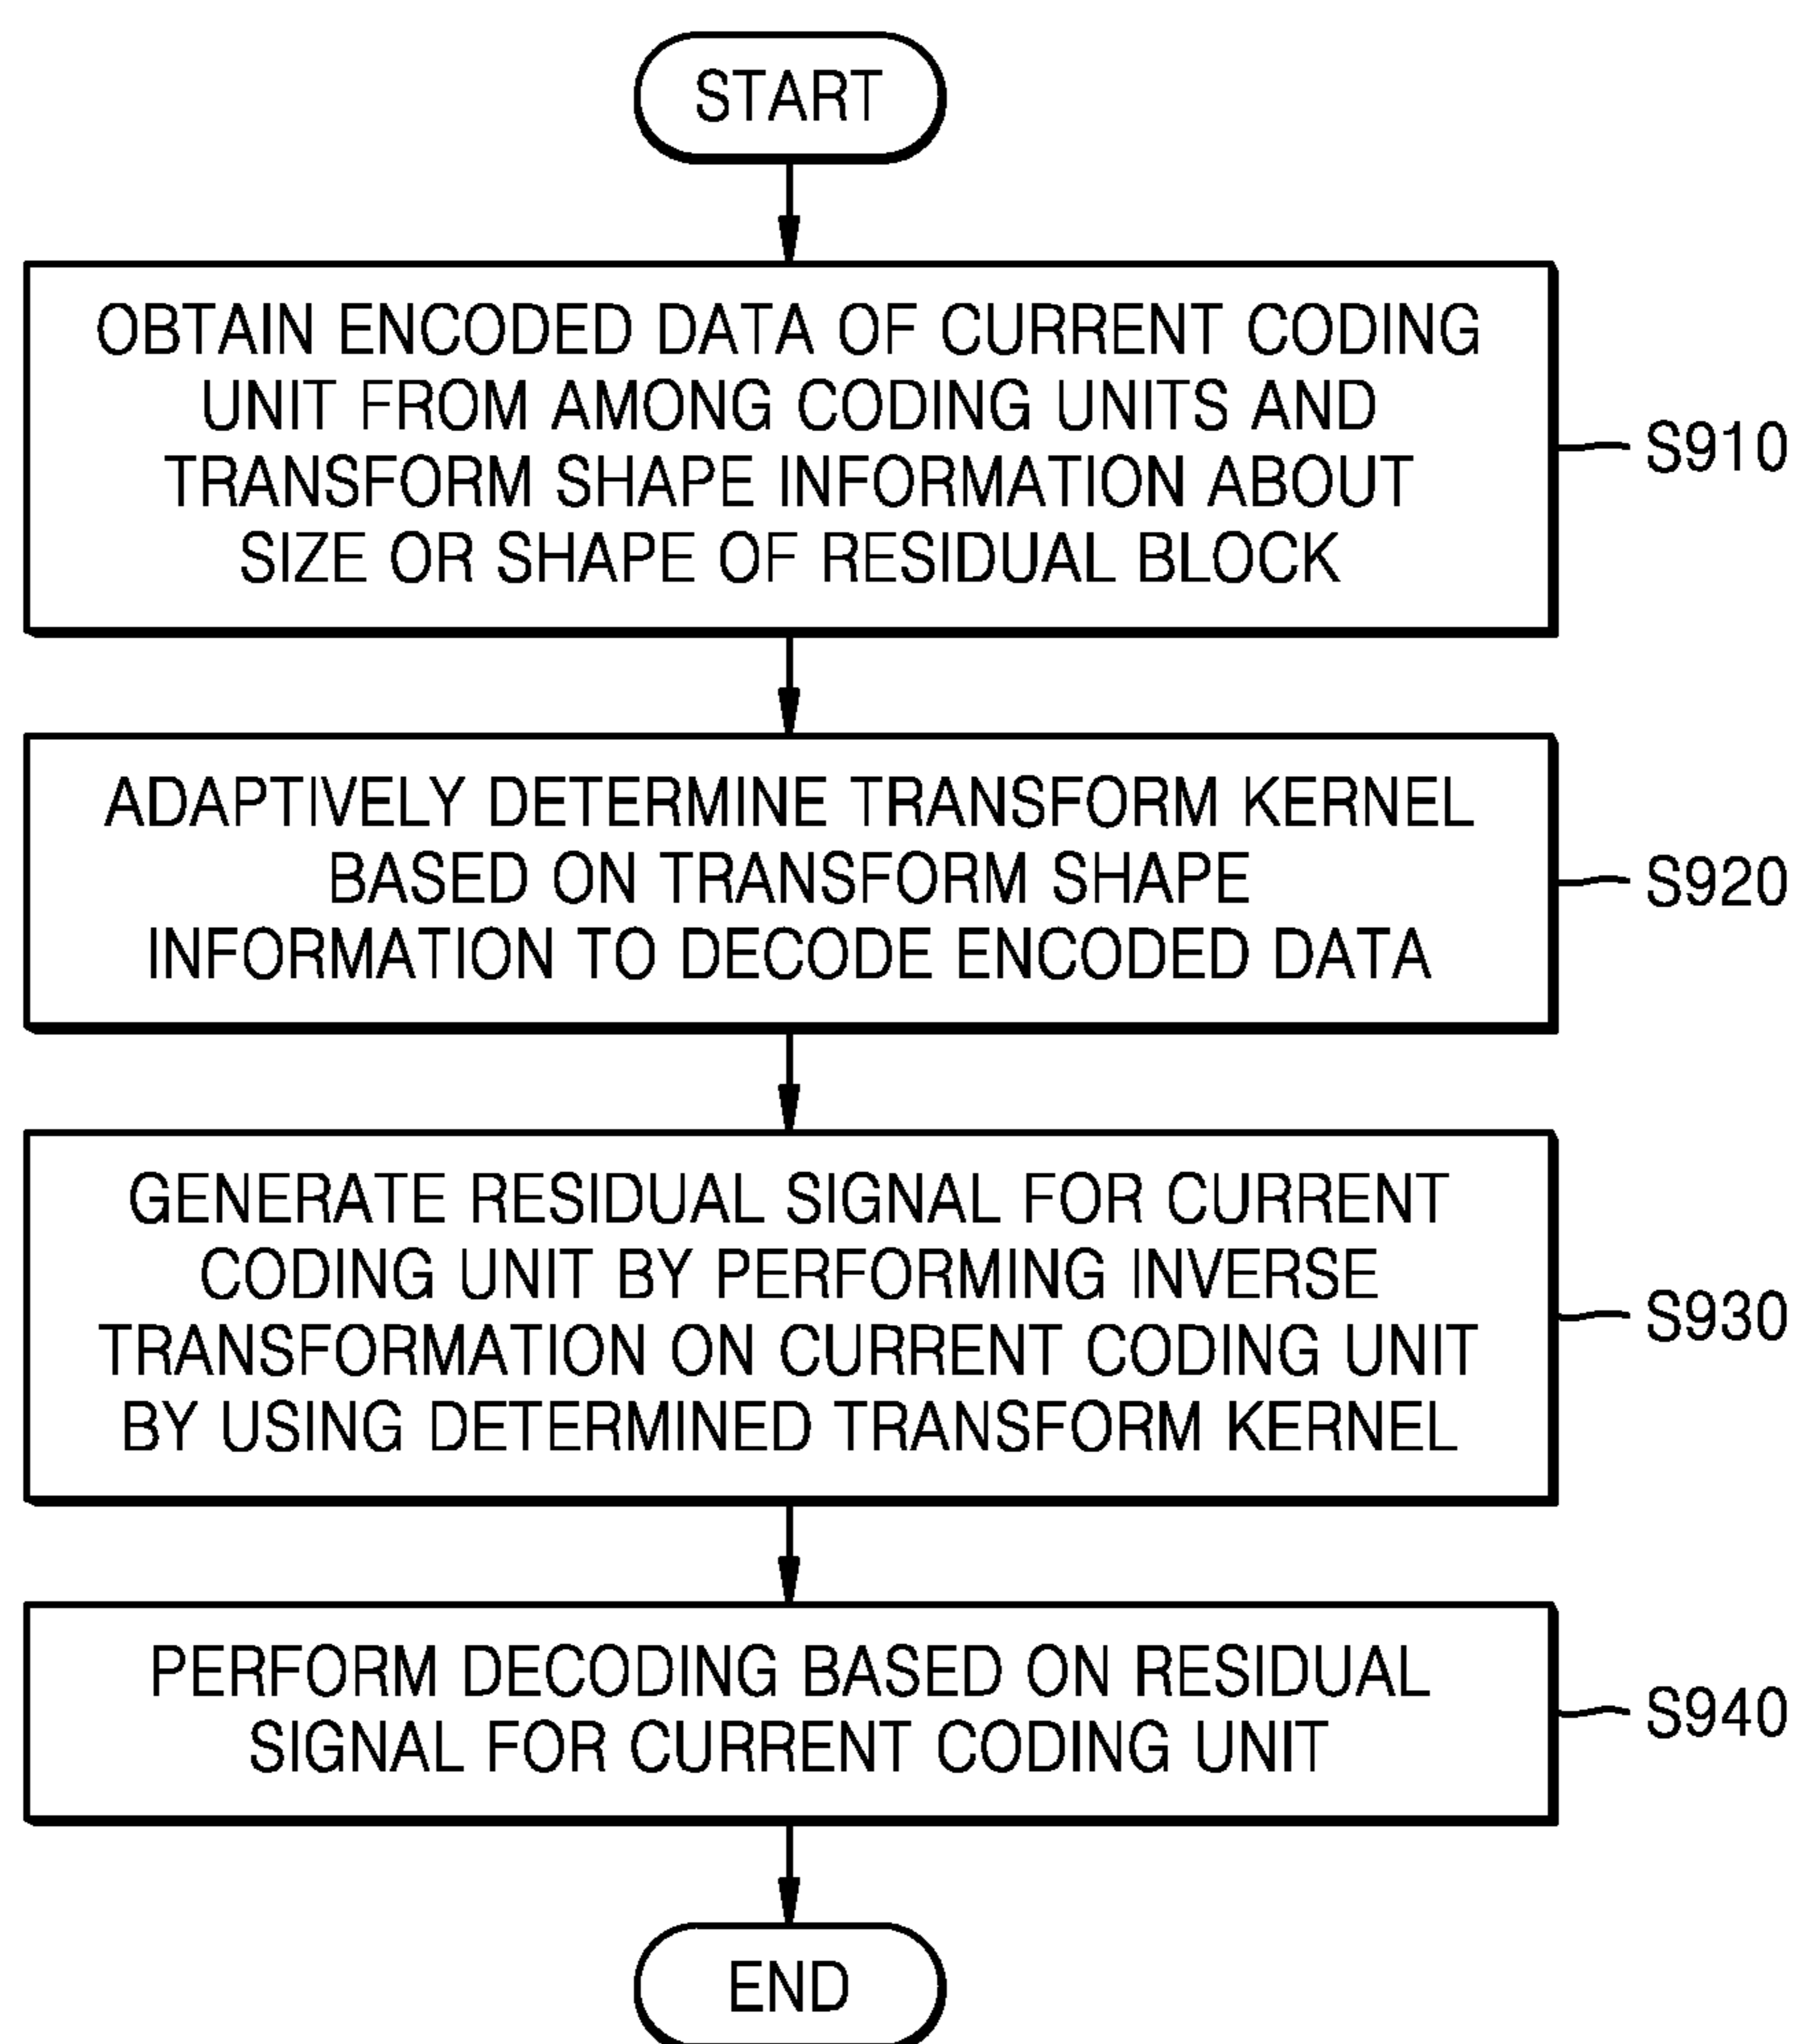 START
OBTAIN ENCODED DATA OF CURRENT CODING
UNIT FROM AMONG CODING UNITS AND
TRANSFORM SHAPE INFORMATION ABOUT
SIZE OR SHAPE OF RESIDUAL BLOCK
S910
ADAPTIVELY DETERMINE TRANSFORM KERNEL
BASED ON TRANSFORM SHAPE
INFORMATION TO DECODE ENCODED DATA
S920
GENERATE RESIDUAL SIGNAL FOR CURRENT
CODING UNIT BY PERFORMING INVERSE
TRANSFORMATION ON CURRENT CODING UNIT
BY USING DETERMINED TRANSFORM KERNEL
S930
PERFORM DECODING BASED ON RESIDUAL
SIGNAL FOR CURRENT CODING UNIT
S940
END